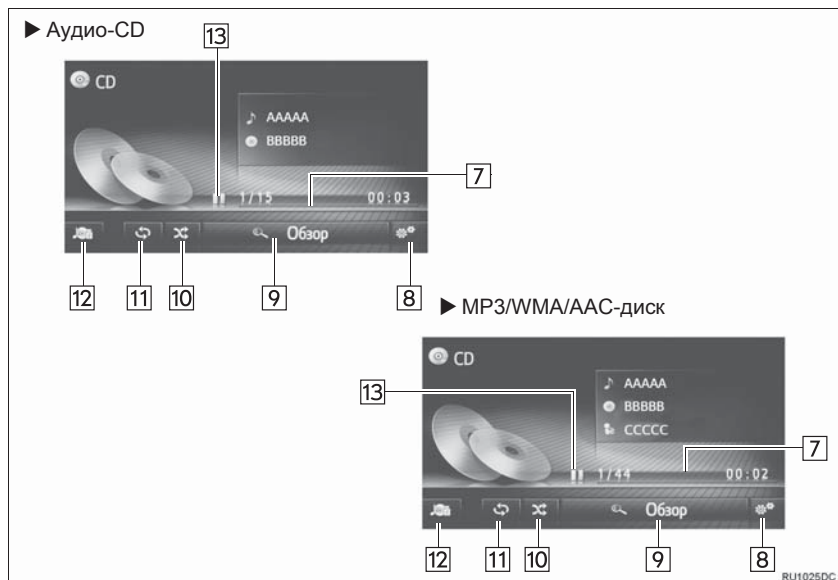 ▶ Аудио-CD
13
CD
AAAAA
BBBBB
7
1/15 00:03
Обзор
12 11 10 9 8
▶ MP3/WMA/AAC-диск
CD
13
AAAAA
BBBBB
CCCCC
7
1/44 00:02
Обзор
12 11 10 9 8
RU1025DC